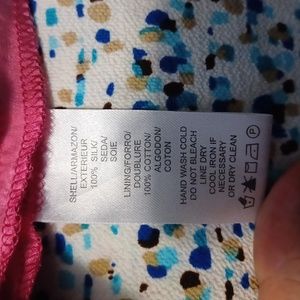 SHELL/ARMAZON/
EXTERIEUR
100% SILK/
SEDA/
SOIE
LINING/FORRO/
DOUBLURE
100% COTTON/
ALGODON/
COTON
HAND WASH COLD
DO NOT BLEACH
LINE DRY
COOL IRON IF
NECESSARY
OR DRY CLEAN